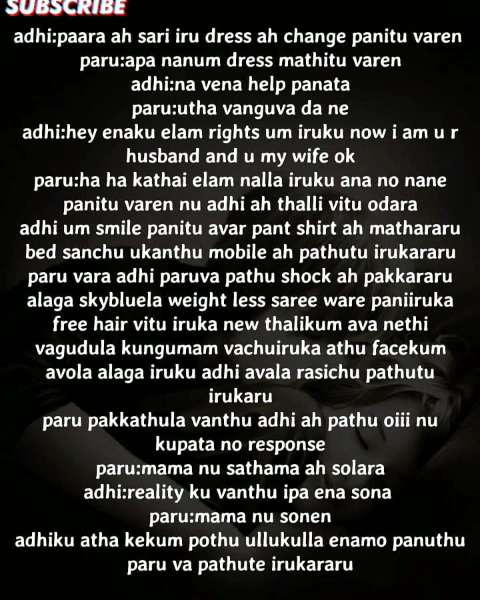 SUBSCRIBE
adhi:paara ah sari iru dress ah change panitu varen
paru:apa nanum dress mathitu varen
adhi:na vena help panata
paru:utha vanguva da ne
adhi:hey enaku elam rights um iruku now i am u r
husband and u my wife ok
paru:ha ha kathai elam nalla iruku ana no nane
panitu varen nu adhi ah thalli vitu odara
adhi um smile panitu avar pant shirt ah matharau
bed sanchu ukanthu mobile ah pathutu irukararu
paru vara adhi paruva pathu shock ah pakkararu
alaga skybluela weight less saree ware paniiruka
free hair vitu iruka new thalikum ava nethi
vagudula kungumam vachuiruka athu facekum
avola alaga iruku adhi avala rasichu pathutu
irukaru
paru pakkathula vanthu adhi ah pathu oiii nu
kupata no response
paru:mama nu sathama ah solara
adhi:reality ku vanthu ipa ena sona
paru:mama nu sonen
adhiku atha kekum pothu ullukulla enamo panuthu
paru va pathute irukararu